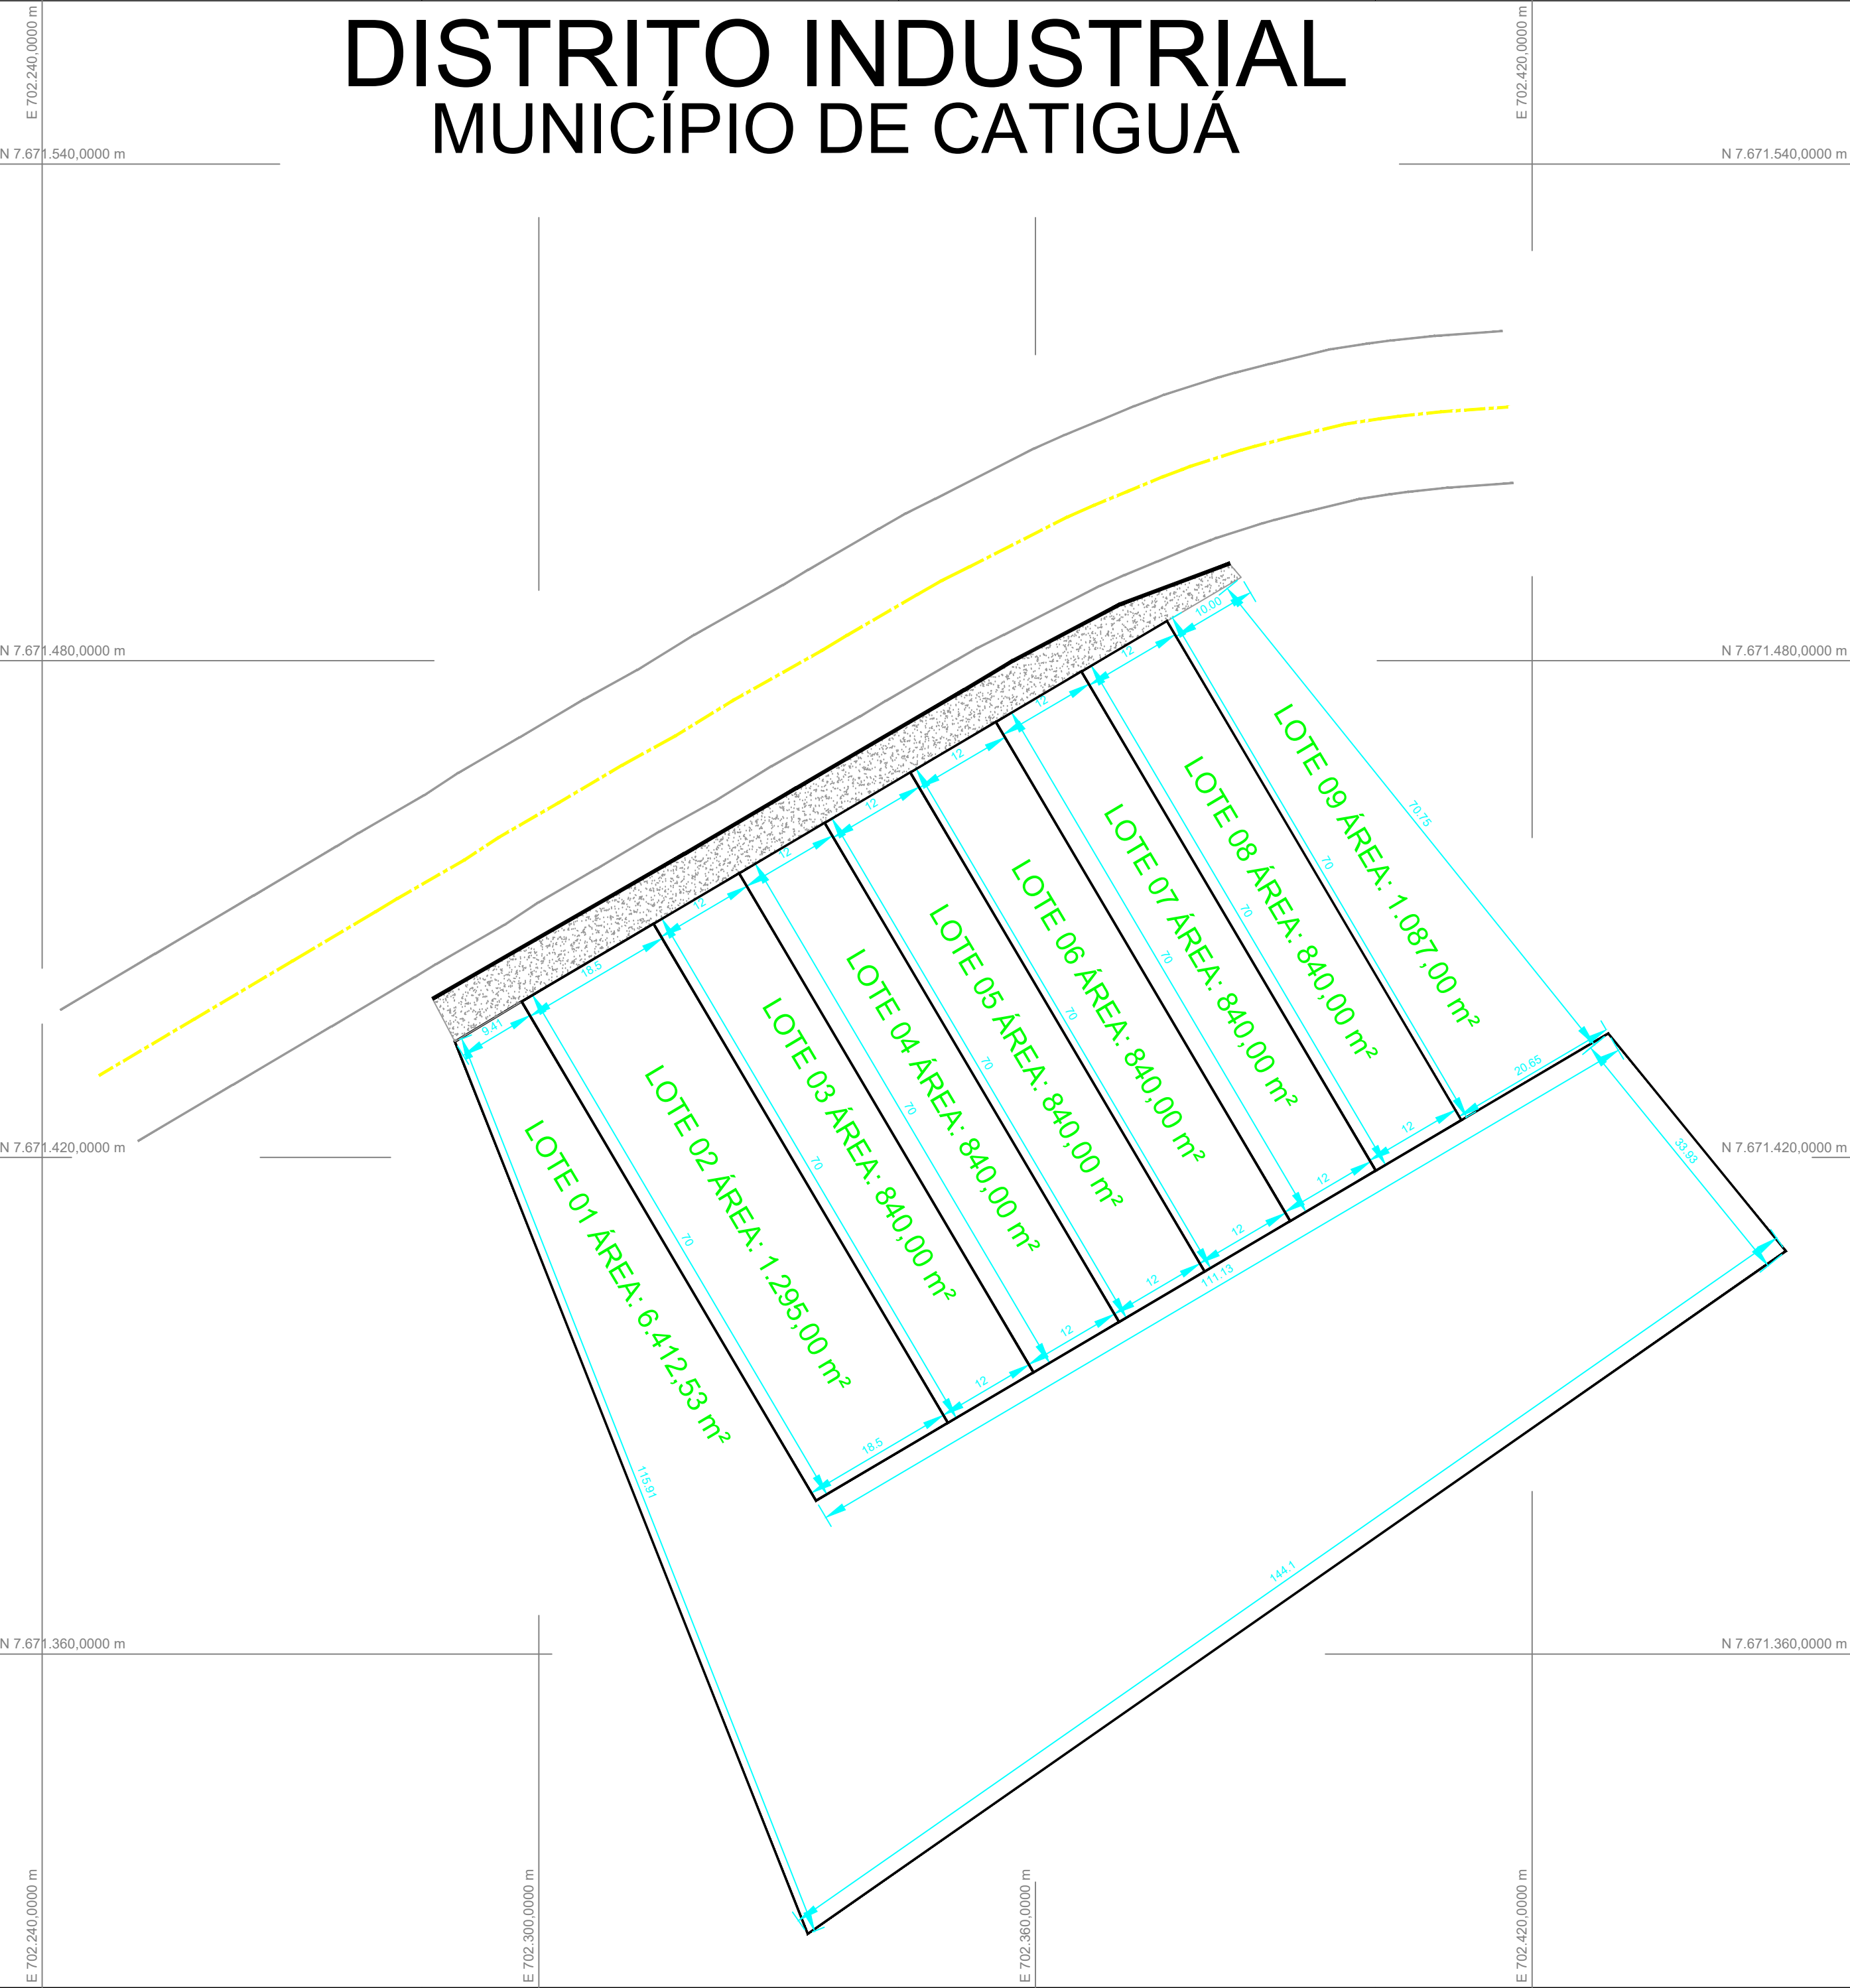 DISTRITO INDUSTRIAL
MUNICÍPIO DE CATIGUÁ
E 702.240,0000 m
E 702.420,0000 m
N 7.671.540,0000 m
N 7.671.540,0000 m
N 7.671.480,0000 m
N 7.671.480,0000 m
N 7.671.420,0000 m
N 7.671.420,0000 m
N 7.671.360,0000 m
N 7.671.360,0000 m
E 702.240,0000 m
E 702.300,0000 m
E 702.360,0000 m
E 702.420,0000 m
LOTE 01 ÁREA: 6.412,53 m²
LOTE 02 ÁREA: 1.295,00 m²
LOTE 03 ÁREA: 840,00 m²
LOTE 04 ÁREA: 840,00 m²
LOTE 05 ÁREA: 840,00 m²
LOTE 06 ÁREA: 840,00 m²
LOTE 07 ÁREA: 840,00 m²
LOTE 08 ÁREA: 840,00 m²
LOTE 09 ÁREA: 1.087,00 m²
9.41
18.5
12
12
12
12
12
12
10.00
70
70
70
70
70
70
70
70
70.75
18.5
12
12
12
12
12
12
20.65
111.13
33.93
115.91
144.1